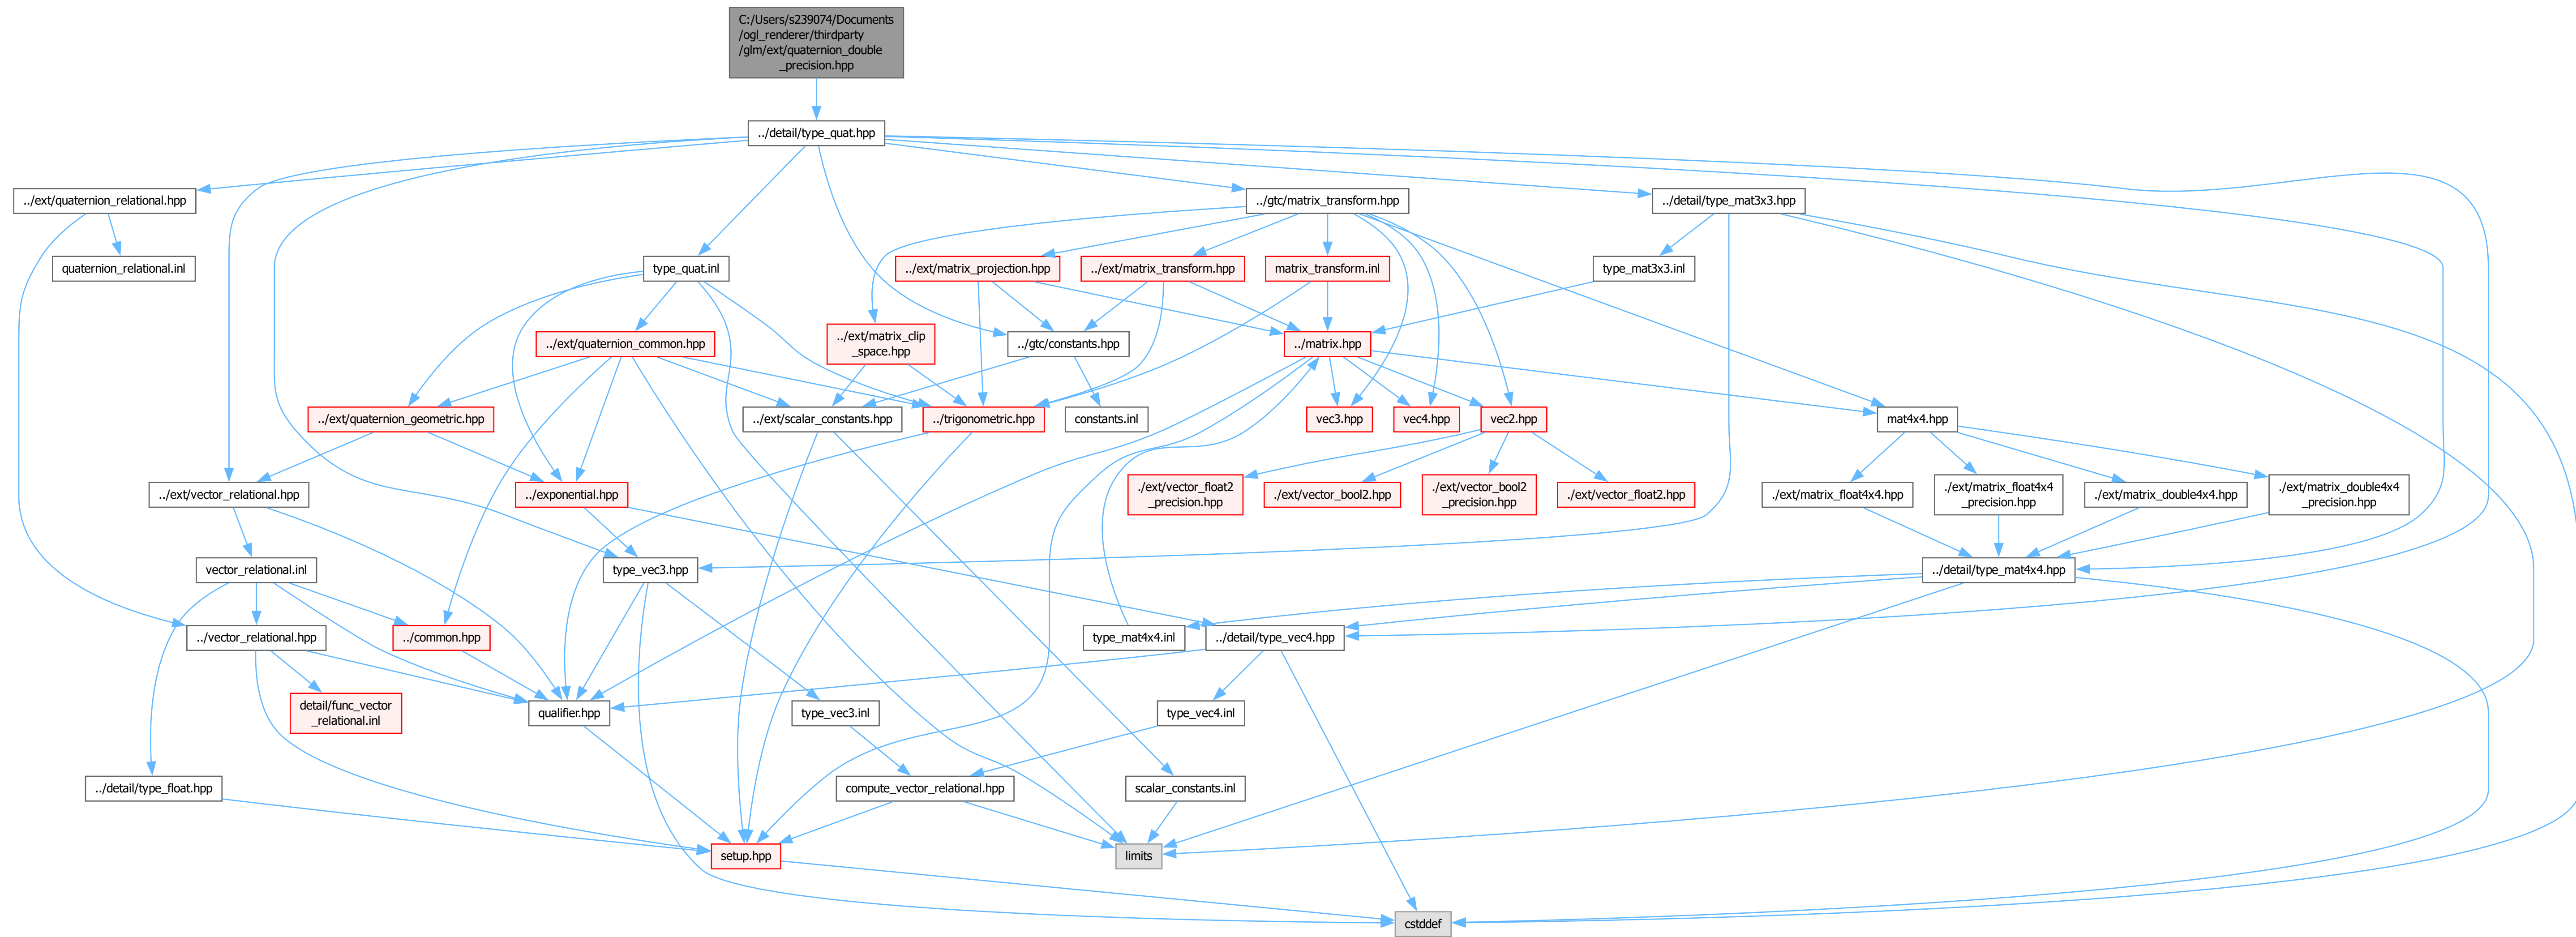 C:/Users/s239074/Documents
/ogl_renderer/thirdparty
/glm/ext/quaternion_double
_precision.hpp
../detail/type_quat.hpp
../ext/quaternion_relational.hpp
../gtc/matrix_transform.hpp
../detail/type_mat3x3.hpp
quaternion_relational.inl
type_quat.inl
../ext/matrix_projection.hpp
../ext/matrix_transform.hpp
matrix_transform.inl
type_mat3x3.inl
../ext/quaternion_common.hpp
../ext/matrix_clip
_space.hpp
../gtc/constants.hpp
../matrix.hpp
../ext/quaternion_geometric.hpp
../ext/scalar_constants.hpp
../trigonometric.hpp
constants.inl
vec3.hpp
vec4.hpp
vec2.hpp
mat4x4.hpp
../ext/vector_relational.hpp
../exponential.hpp
./ext/vector_float2
_precision.hpp
./ext/vector_bool2.hpp
./ext/vector_bool2
_precision.hpp
./ext/vector_float2.hpp
./ext/matrix_float4x4.hpp
./ext/matrix_float4x4
_precision.hpp
./ext/matrix_double4x4.hpp
./ext/matrix_double4x4
_precision.hpp
vector_relational.inl
type_vec3.hpp
../detail/type_mat4x4.hpp
../vector_relational.hpp
../common.hpp
type_mat4x4.inl
../detail/type_vec4.hpp
detail/func_vector
_relational.inl
qualifier.hpp
type_vec3.inl
type_vec4.inl
../detail/type_float.hpp
compute_vector_relational.hpp
scalar_constants.inl
setup.hpp
limits
cstddef